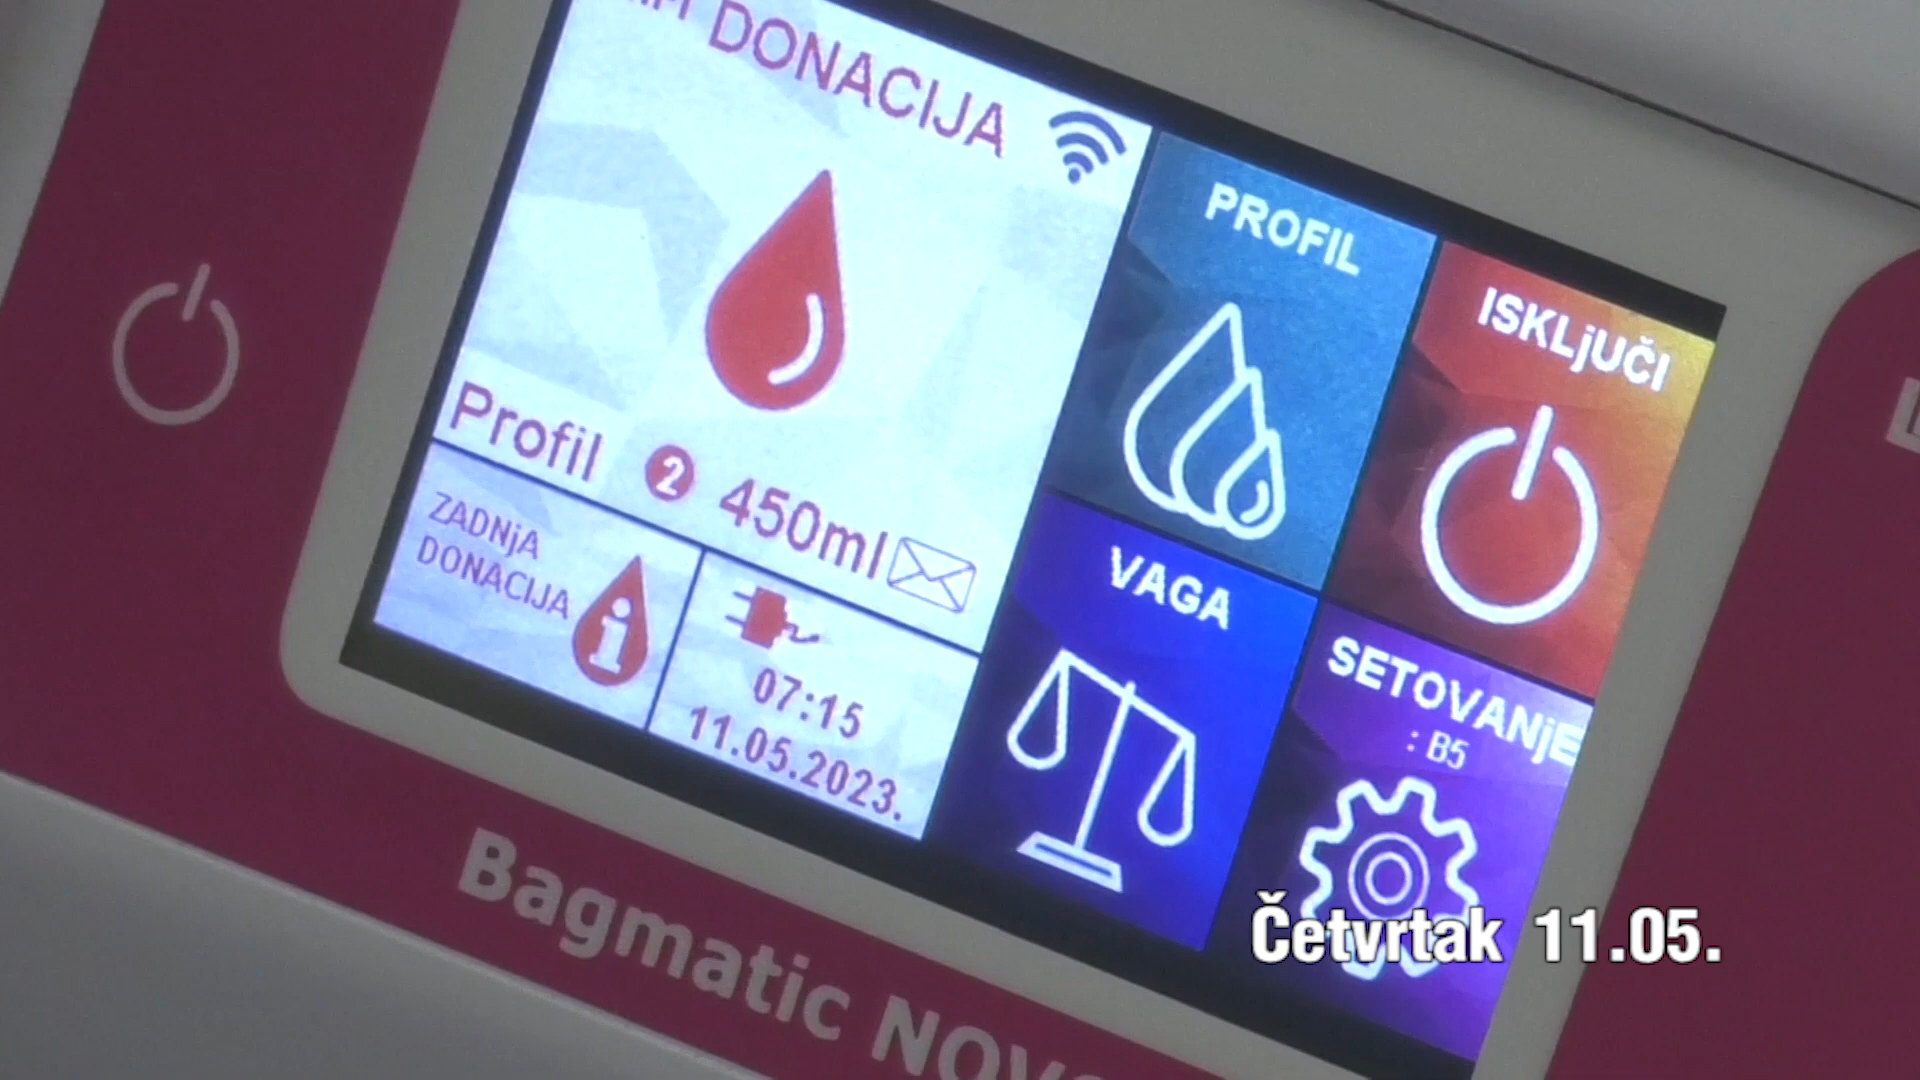 DONACIJA
Profil 2 450ml
ZADNjA
DONACIJA
07:15
11.05.2023.
PROFIL
ISKLjUČI
VAGA
SETOVANjE
: B5
Bagmatic
Četvrtak 11.05.